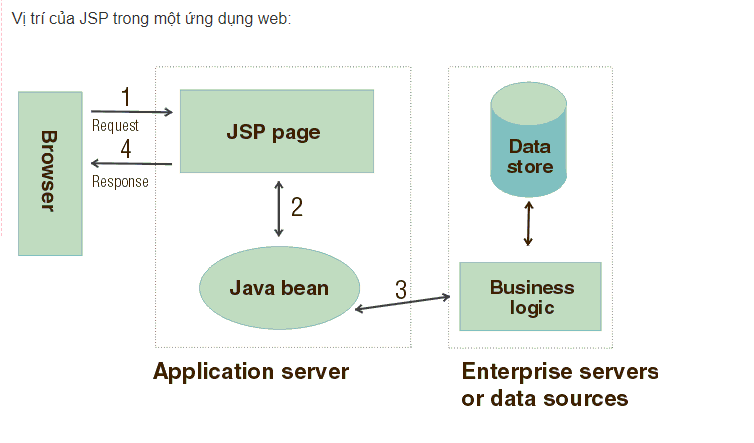 Vị trí của JSP trong một ứng dụng web:
Browser
1
Request
4
Response
JSP page
2
Java bean
3
Data
store
Business
logic
Application server
Enterprise servers
or data sources